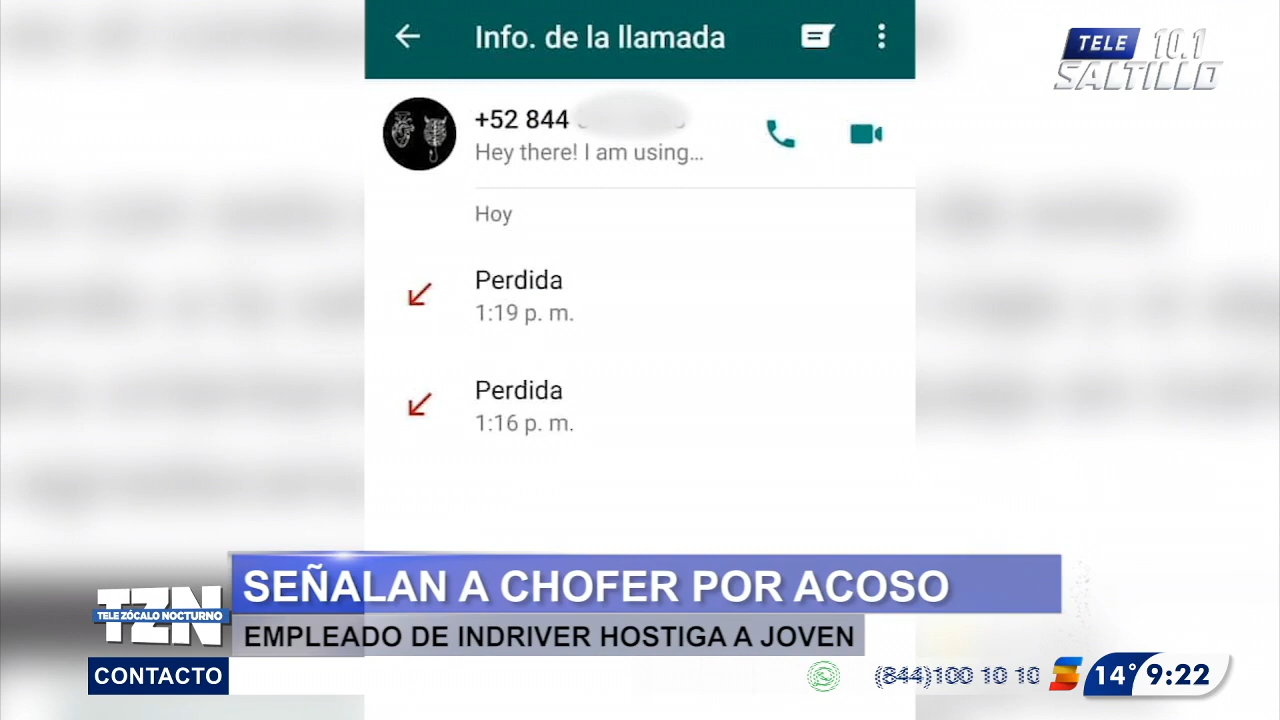 Info. de la llamada
TELE 10.1
SALTILLO
+52 844
Hey there! I am using...
Hoy
Perdida
1:19 p. m.
Perdida
1:16 p. m.
SEÑALAN A CHOFER POR ACOSO
TZN
TELE ZÓCALO NOCTURNO
EMPLEADO DE INDRIVER HOSTIGA A JOVEN
CONTACTO
(844)100 10 10
14° 9:22